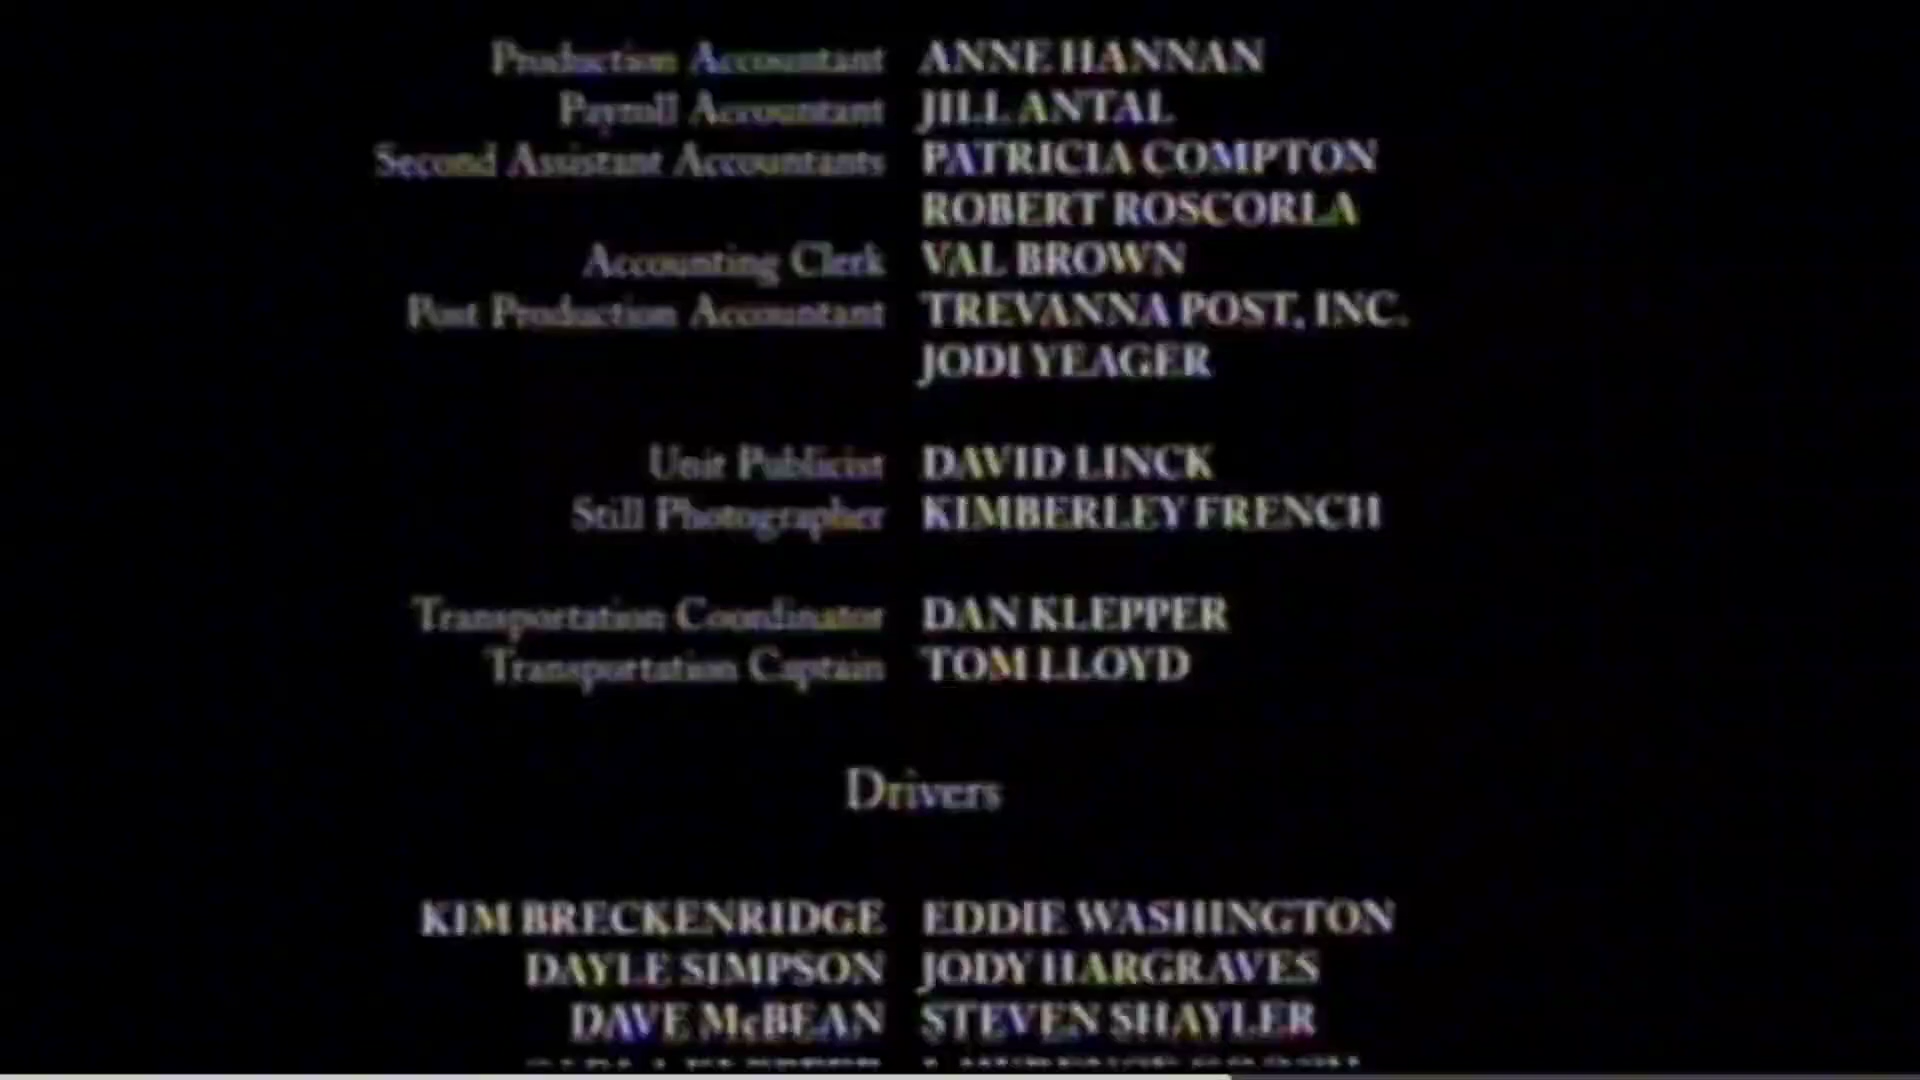 Production Accountant ANNE HANNAN
Payroll Accountant JILL ANTAL
Second Assistant Accountants PATRICIA COMPTON
ROBERT ROSCORLA
Accounting Clerk VAL BROWN
Post Production Accountant TREVANNA POST, INC.
JODI YEAGER
Unit Publicist DAVID LINCK
Still Photographer KIMBERLEY FRENCH
Transportation Coordinator DAN KLEPPER
Transportation Captain TOM LLOYD
Drivers
KIM BRECKENRIDGE EDDIE WASHINGTON
DAYLE SIMPSON JODY HARGRAVES
DAVE McBEAN STEVEN SHAYLER